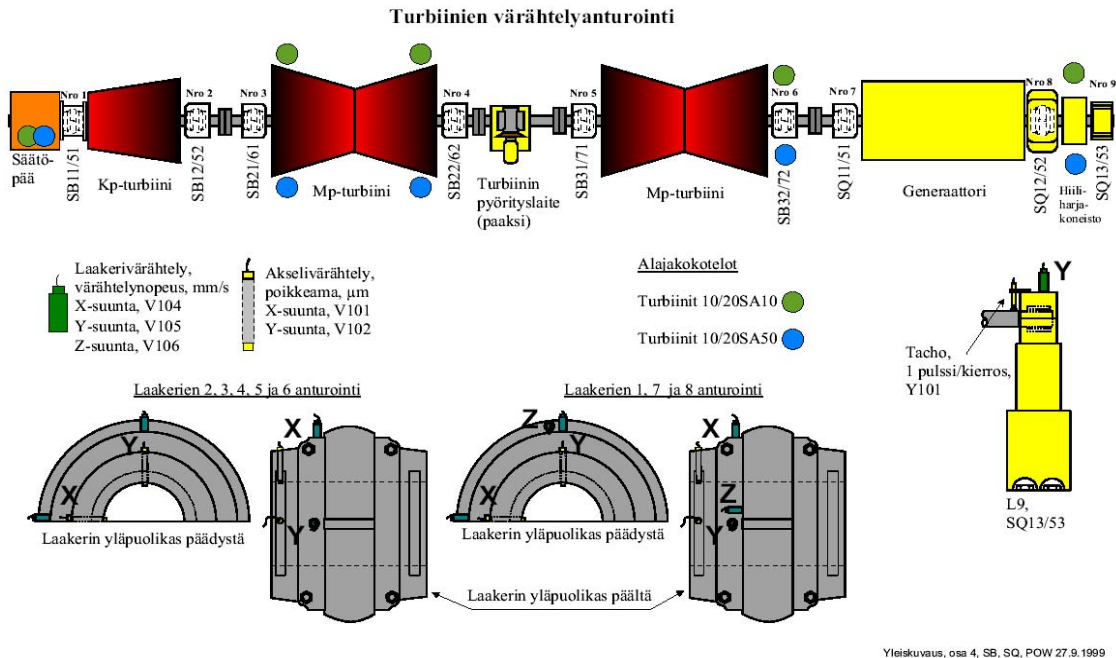 Turbiinien värähtelyanturointi
Nro 1
Nro 2
Nro 3
Nro 4
Nro 5
Nro 6
Nro 7
Nro 8
Nro 9
Säätö-
pää
SB11/51
Kp-turbiini
SB12/52
SB21/61
Mp-turbiini
SB22/62
Turbiinin
pyörityslaite
(paaksi)
SB31/71
Mp-turbiini
SB32/72
SQ11/51
Generaattori
SQ12/52
Hiili-
harja-
koneisto
SQ13/53
Laakerivärähtely,
värähtelynopeus, mm/s
X-suunta, V104
Y-suunta, V105
Z-suunta, V106
Akselivärähtely,
poikkeama, µm
X-suunta, V101
Y-suunta, V102
Alajakokotelot
Turbiinit 10/20SA10
Turbiinit 10/20SA50
Y
Tacho,
1 pulssi/kierros,
Y101
L9,
SQ13/53
Laakerien 2, 3, 4, 5 ja 6 anturointi
Y
X
X
Y
Laakerin yläpuolikas päädystä
Laakerien 1, 7 ja 8 anturointi
Z
Y
X
X
Z
Y
Laakerin yläpuolikas päädystä
Laakerin yläpuolikas päältä
Yleiskuvaus, osa 4, SB, SQ, POW 27.9.1999